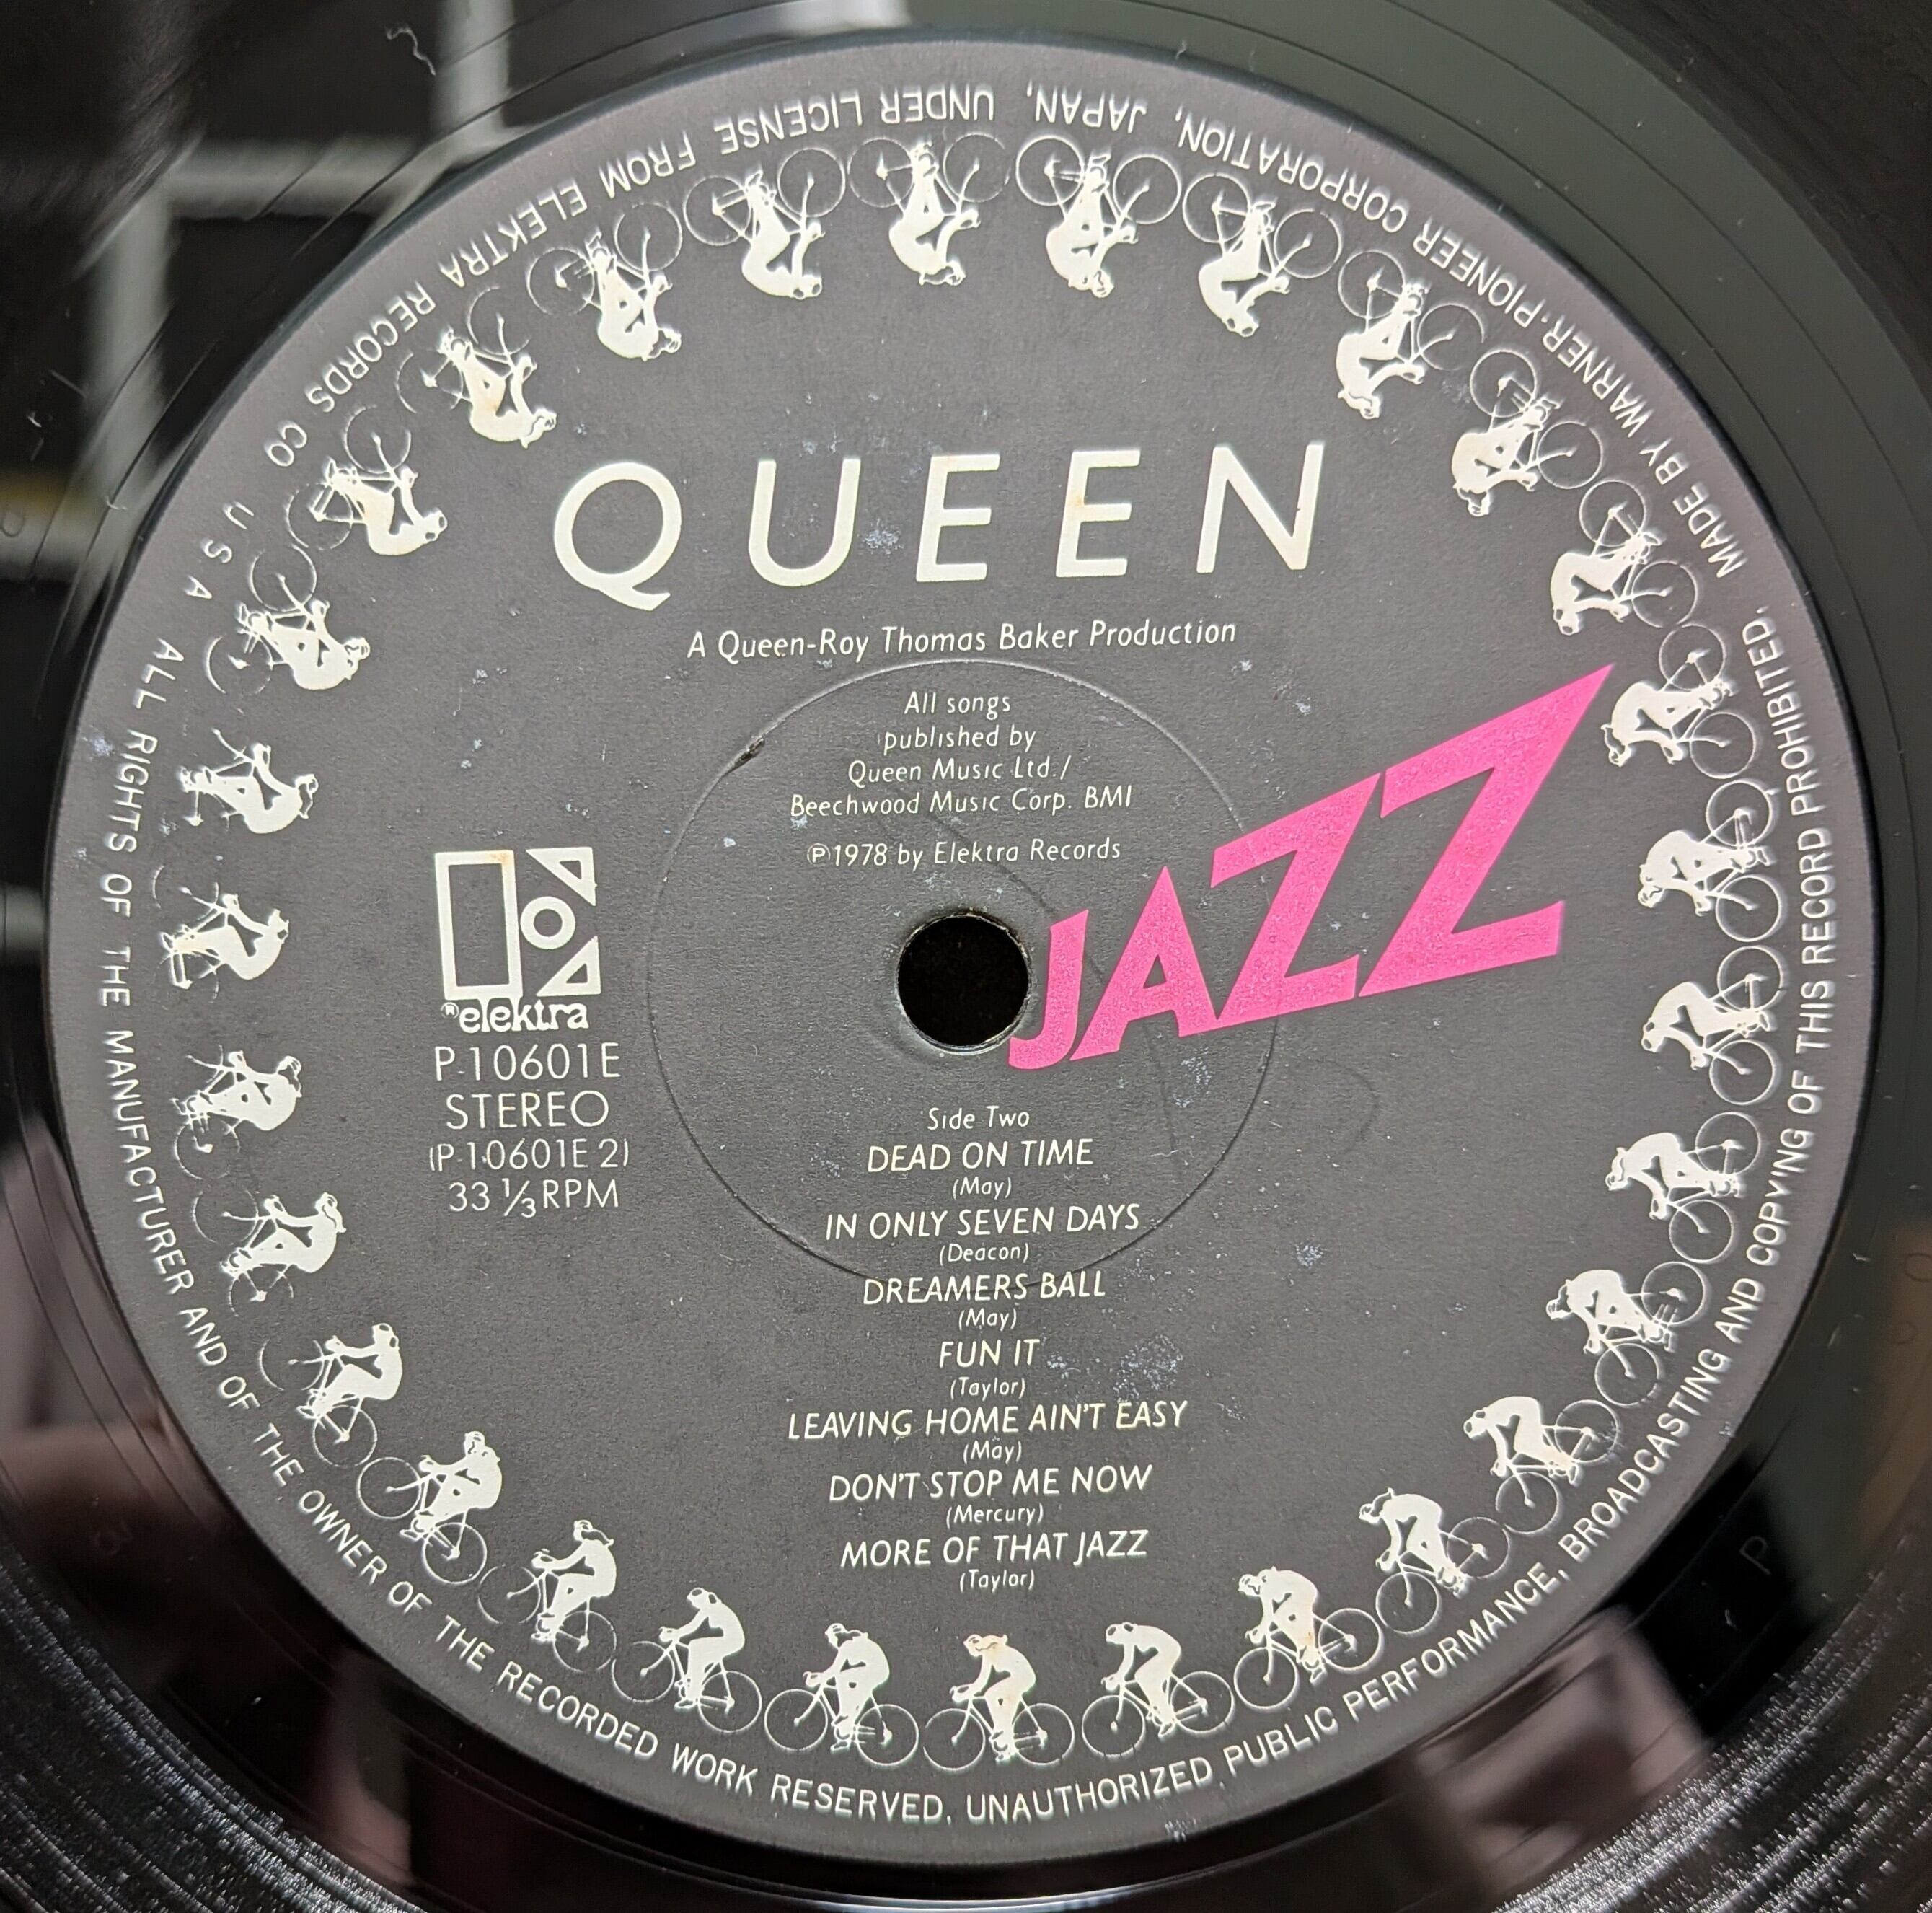 QUEEN
A Queen-Roy Thomas Baker Production
All songs
published by
Queen Music Ltd./
Beechwood Music Corp. BMI
℗1978 by Elektra Records
JAZZ
®elektra
P-10601E
STEREO
(P-10601E2)
33 1/3 RPM
Side Two
DEAD ON TIME
(May)
IN ONLY SEVEN DAYS
(Deacon)
DREAMERS BALL
(May)
FUN IT
(Taylor)
LEAVING HOME AIN'T EASY
(May)
DON'T STOP ME NOW
(Mercury)
MORE OF THAT JAZZ
(Taylor)
ALL RIGHTS OF THE MANUFACTURER AND OF THE OWNER OF THE RECORDED WORK RESERVED. UNAUTHORIZED PUBLIC PERFORMANCE, BROADCASTING AND COPYING OF THIS RECORD PROHIBITED.
MADE BY WARNER-PIONEER CORPORATION, JAPAN, UNDER LICENSE FROM ELEKTRA RECORDS CO U S A